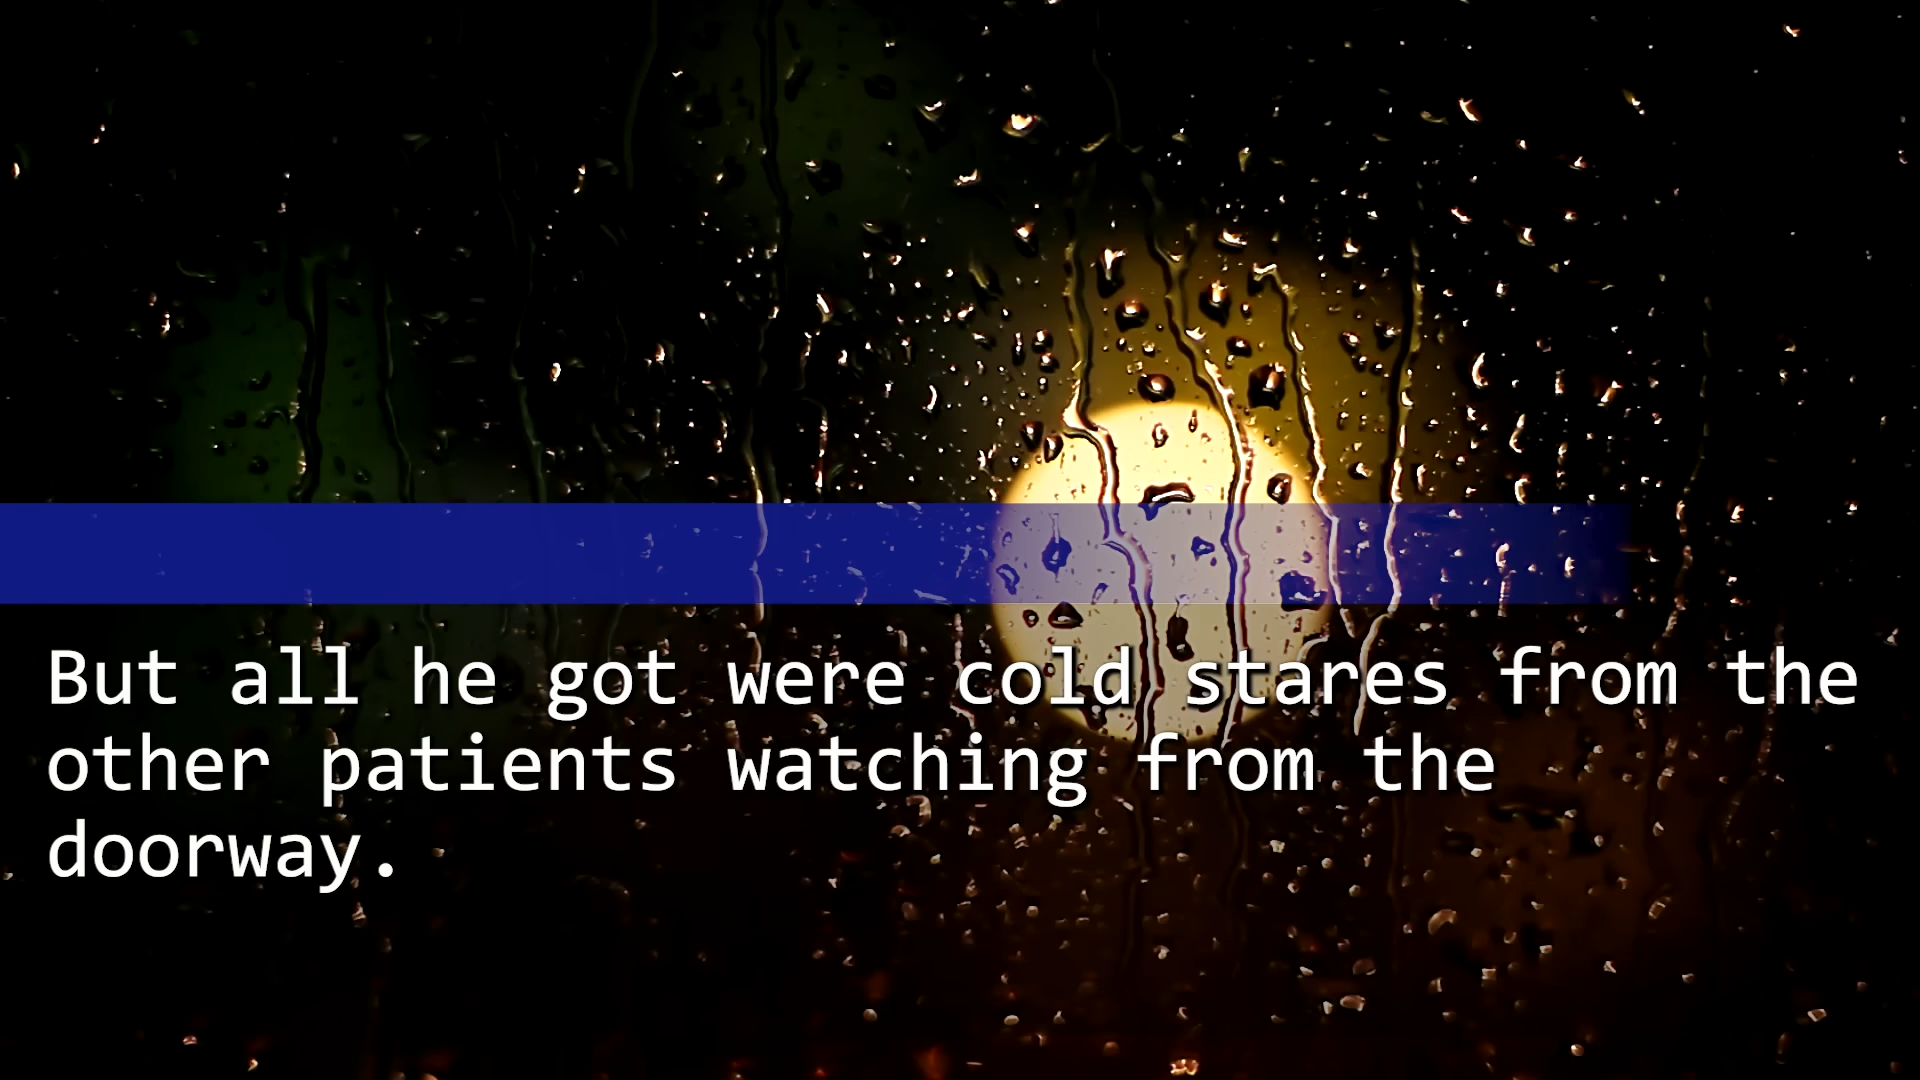 But all he got were cold stares from the
other patients watching from the
doorway.